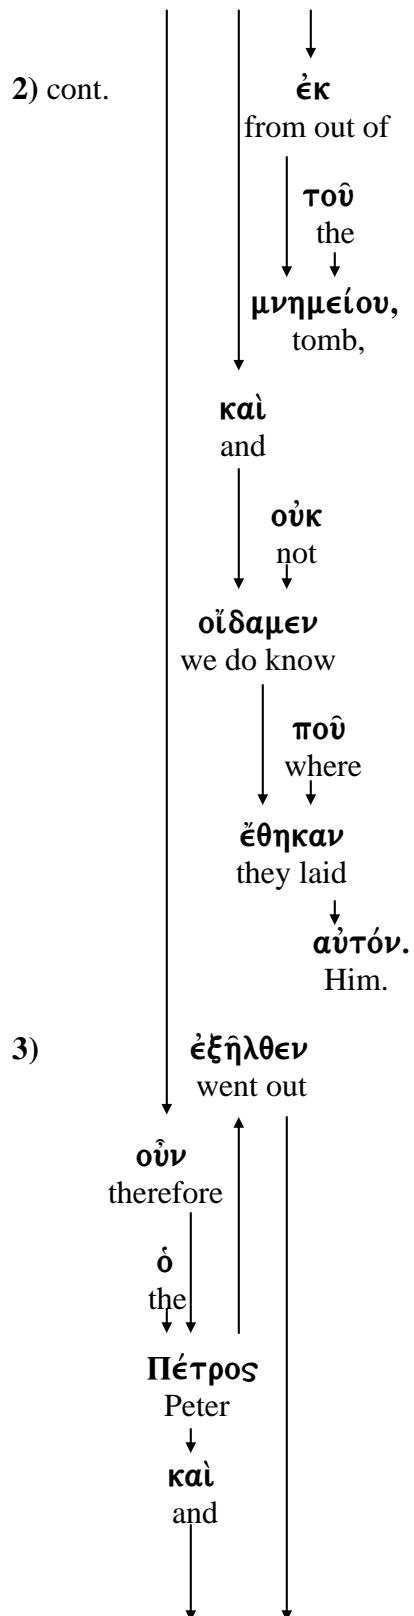 2) cont.
ἐκ
from out of
τοῦ
the
μνημείου,
tomb,
καὶ
and
οὐκ
not
οἴδαμεν
we do know
ποῦ
where
ἔθηκαν
they laid
αὐτόν.
Him.
3)
ἐξῆλθεν
went out
οὖν
therefore
ὁ
the
Πέτρος
Peter
καὶ
and